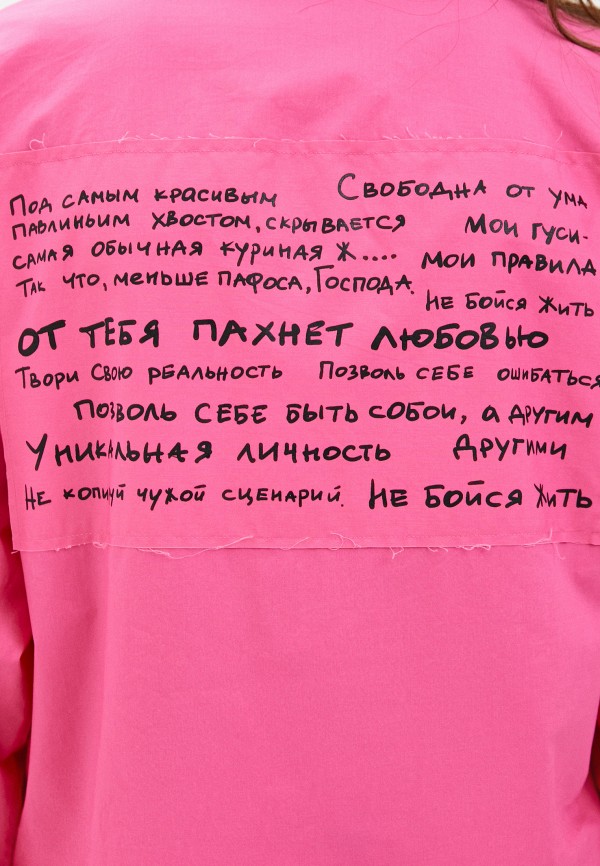 Под самым красивым Свободна от ума
павлиньим хвостом, скрывается Мои гуси-
самая обычная куриная ж.... мои правила
Так что, меньше пафоса, Господа.
Не бойся жить
от тебя пахнет любовью
Твори свою реальность Позволь себе ошибаться
Позволь себе быть собой, а другим
Уникальная личность Другими
Не копируй чужой сценарий. Не бойся жить